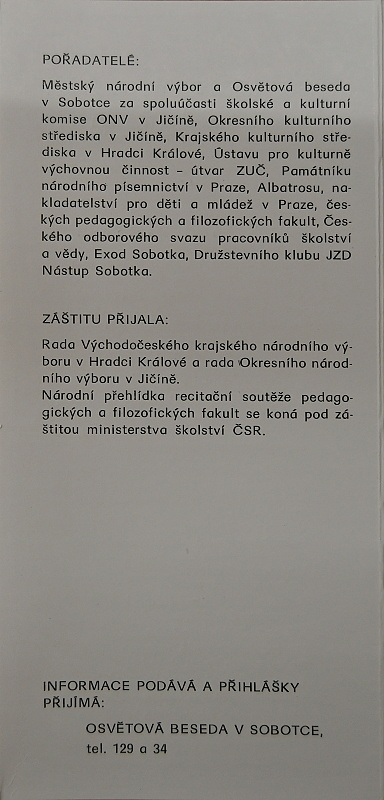 POŘADATELÉ:
Městský národní výbor a Osvětová beseda
v Sobotce za spoluúčasti školské a kulturní
komise ONV v Jičíně, Okresního kulturního
střediska v Jičíně, Krajského kulturního stře-
diska v Hradci Králové, Ústavu pro kulturně
výchovnou činnost – útvar ZUČ, Památníku
národního písemnictví v Praze, Albatrosu, na-
kladatelství pro děti a mládež v Praze, čes-
kých pedagogických a filozofických fakult, Čes-
kého odborového svazu pracovníků školství
a vědy, Exod Sobotka, Družstevního klubu JZD
Nástup Sobotka.
ZÁŠTITU PŘIJALA:
Rada Východočeského krajského národního vý-
boru v Hradci Králové a rada Okresního národ-
ního výboru v Jičíně.
Národní přehlídka recitační soutěže pedago-
gických a filozofických fakult se koná pod zá-
štitou ministerstva školství ČSR.
INFORMACE PODÁVÁ A PŘIHLÁŠKY
PŘIJÍMÁ:
OSVĚTOVÁ BESEDA V SOBOTCE,
tel. 129 a 34